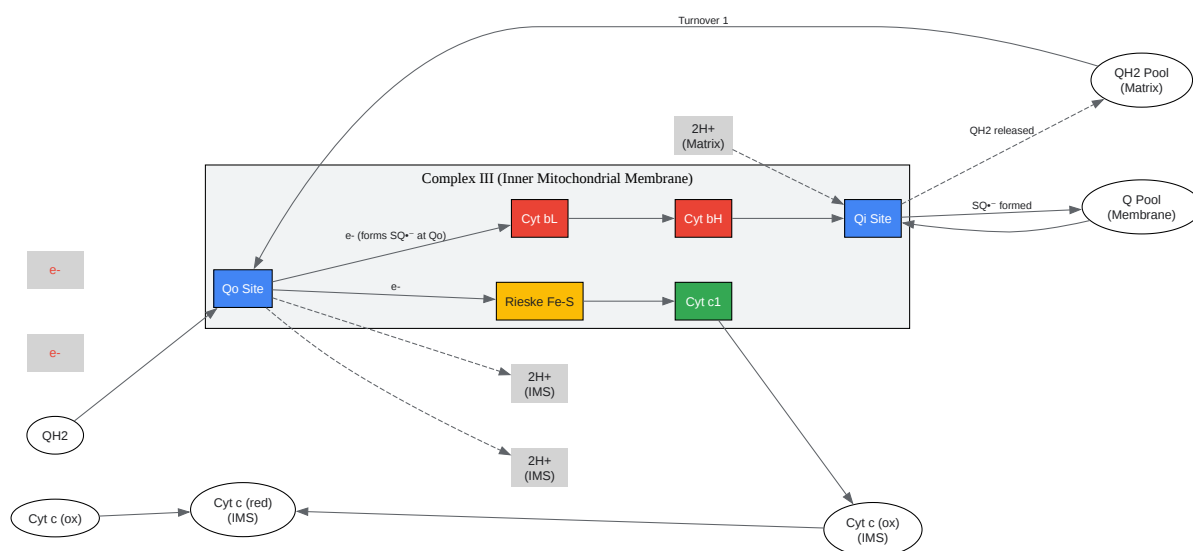 Turnover 1
QH2 Pool
(Matrix)
2H+
(Matrix)
QH2 released
Complex III (Inner Mitochondrial Membrane)
Cyt bL
Cyt bH
Qi Site
SQ•⁻ formed
Q Pool
(Membrane)
e- (forms SQ•⁻ at Qo)
e-
Qo Site
e-
Rieske Fe-S
Cyt c1
e-
2H+
(IMS)
QH2
2H+
(IMS)
Cyt c (ox)
Cyt c (red)
(IMS)
Cyt c (ox)
(IMS)